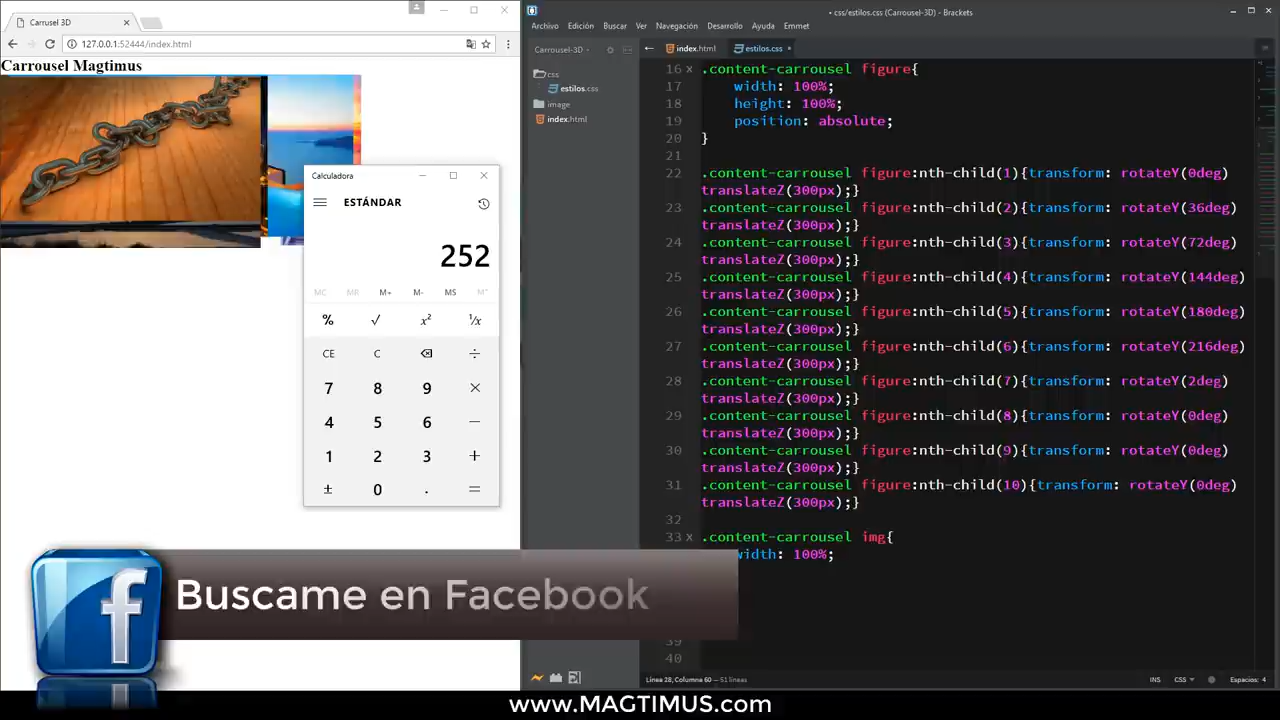 Carrusel 3D
127.0.0.1:52444/index.html
Carrousel Magtimus
Calculadora
ESTÁNDAR
252
MC MR M+ M- MS M˅
% √ x² ¹/x
CE C ⌫ ÷
7 8 9 ×
4 5 6 −
1 2 3 +
± 0 . =
• css/estilos.css (Carrousel-3D) - Brackets
Archivo Edición Buscar Ver Navegación Desarrollo Ayuda Emmet
Carrousel-3D
css
estilos.css
image
index.html
index.html estilos.css •
16 .content-carrousel figure{
17 width: 100%;
18 height: 100%;
19 position: absolute;
20 }
21
22 .content-carrousel figure:nth-child(1){transform: rotateY(0deg)
translateZ(300px);}
23 .content-carrousel figure:nth-child(2){transform: rotateY(36deg)
translateZ(300px);}
24 .content-carrousel figure:nth-child(3){transform: rotateY(72deg)
translateZ(300px);}
25 .content-carrousel figure:nth-child(4){transform: rotateY(144deg)
translateZ(300px);}
26 .content-carrousel figure:nth-child(5){transform: rotateY(180deg)
translateZ(300px);}
27 .content-carrousel figure:nth-child(6){transform: rotateY(216deg)
translateZ(300px);}
28 .content-carrousel figure:nth-child(7){transform: rotateY(2deg)
translateZ(300px);}
29 .content-carrousel figure:nth-child(8){transform: rotateY(0deg)
translateZ(300px);}
30 .content-carrousel figure:nth-child(9){transform: rotateY(0deg)
translateZ(300px);}
31 .content-carrousel figure:nth-child(10){transform: rotateY(0deg)
translateZ(300px);}
32
33 .content-carrousel img{
width: 100%;
39
40
Línea 28, Columna 60 — 51 líneas
INS CSS Espacios: 4
f
Buscame en Facebook
www.MAGTIMUS.com